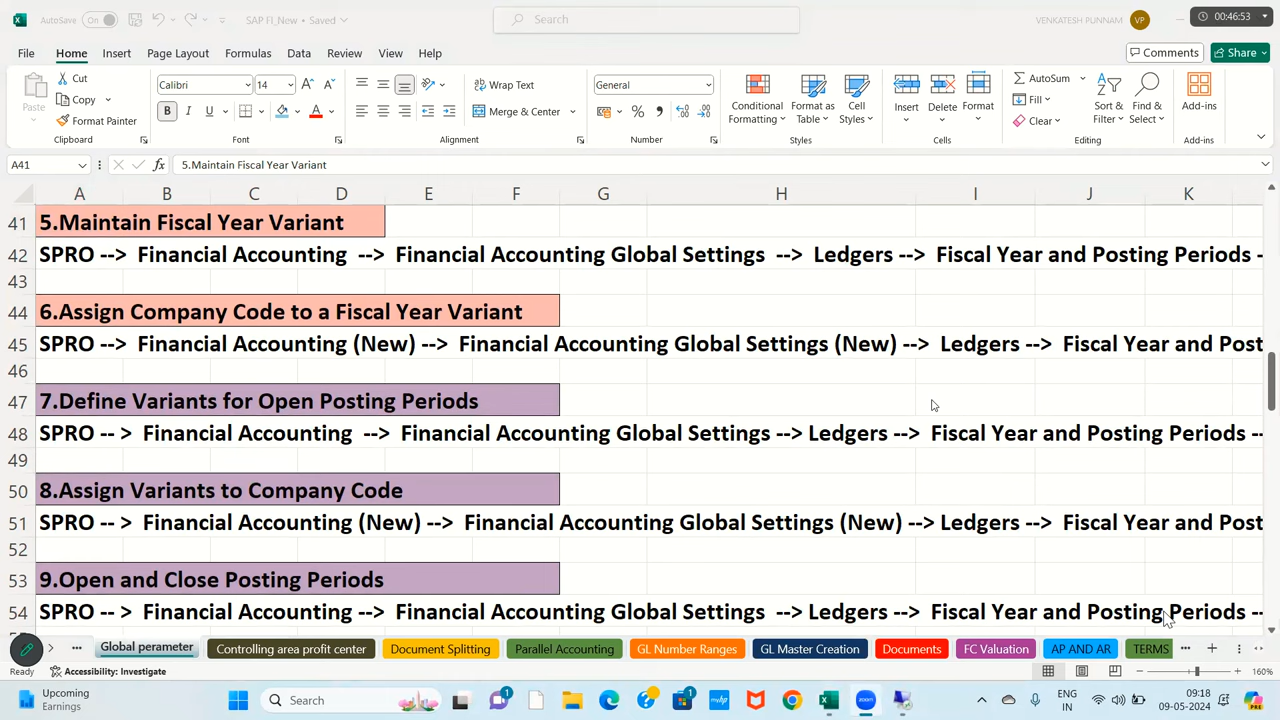 AutoSave Off SAP FI_New • Saved Search VENKATESH PUNNAM VP 00:46:53
File Home Insert Page Layout Formulas Data Review View Help Comments Share
Paste Cut Copy Format Painter
Calibri 14 B I U
Wrap Text Merge & Center
General
Conditional Formatting Format as Table Cell Styles
Insert Delete Format
AutoSum Fill Clear Sort & Filter Find & Select
Add-ins
Clipboard Font Alignment Number Styles Cells Editing Add-ins
A41 fx 5.Maintain Fiscal Year Variant
A B C D E F G H I J K
41 5.Maintain Fiscal Year Variant
42 SPRO --> Financial Accounting --> Financial Accounting Global Settings --> Ledgers --> Fiscal Year and Posting Periods -
43
44 6.Assign Company Code to a Fiscal Year Variant
45 SPRO --> Financial Accounting (New) --> Financial Accounting Global Settings (New) --> Ledgers --> Fiscal Year and Post
46
47 7.Define Variants for Open Posting Periods
48 SPRO -- > Financial Accounting --> Financial Accounting Global Settings --> Ledgers --> Fiscal Year and Posting Periods --
49
50 8.Assign Variants to Company Code
51 SPRO -- > Financial Accounting (New) --> Financial Accounting Global Settings (New) --> Ledgers --> Fiscal Year and Post
52
53 9.Open and Close Posting Periods
54 SPRO -- > Financial Accounting --> Financial Accounting Global Settings --> Ledgers --> Fiscal Year and Posting Periods --
Global perameter Controlling area profit center Document Splitting Parallel Accounting GL Number Ranges GL Master Creation Documents FC Valuation AP AND AR TERMS
Ready Accessibility: Investigate 160%
Upcoming
Earnings
Search
zoom
ENG
IN
09:18
09-05-2024